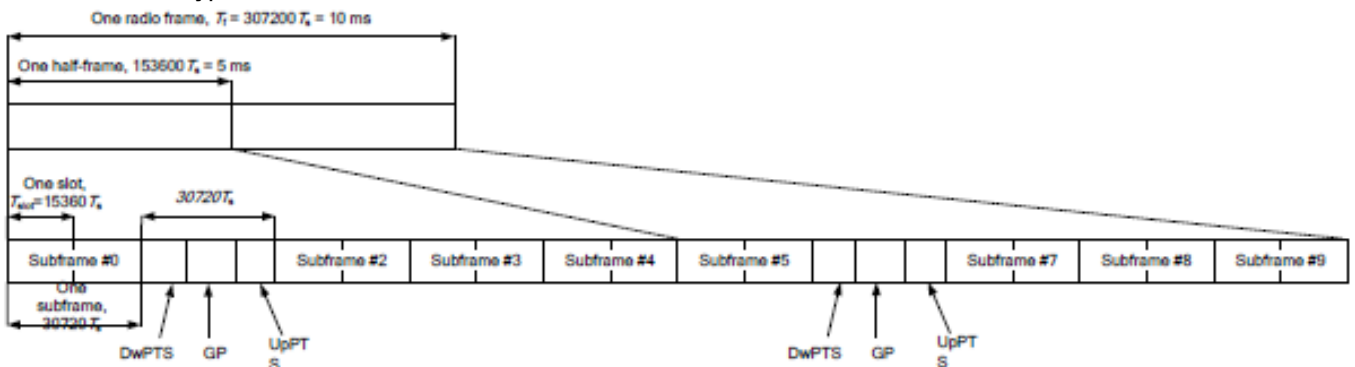 One radio frame, Tf = 307200 Ts = 10 ms
One half-frame, 153600 Ts = 5 ms
One slot,
Tslot=15360 Ts
30720Ts
Subframe #0
Subframe #2
Subframe #3
Subframe #4
Subframe #5
Subframe #7
Subframe #8
Subframe #9
One
subframe,
30720 Ts
DwPTS
GP
UpPT
S
DwPTS
GP
UpPT
S